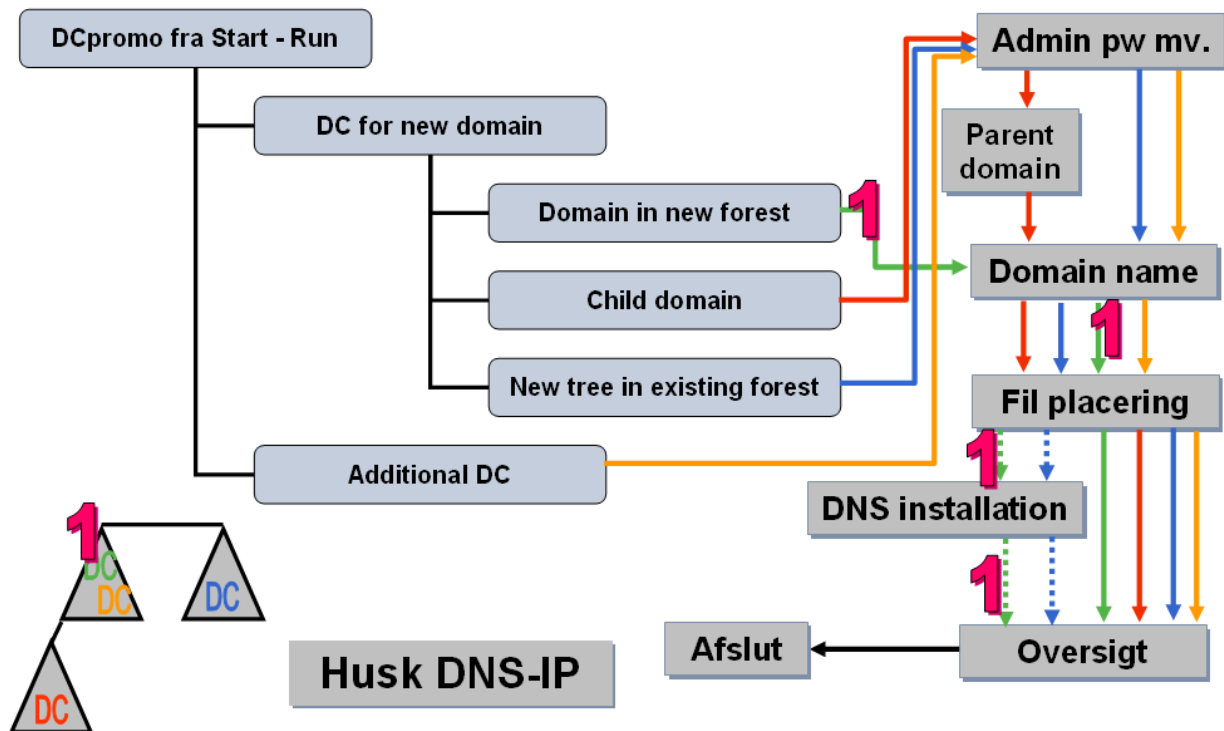 DCpromo fra Start - Run
DC for new domain
Domain in new forest
Child domain
New tree in existing forest
Additional DC
Admin pw mv.
Parent
domain
1
Domain name
1
Fil placering
1
DNS installation
1
Oversigt
Afslut
Husk DNS-IP
1
DC
DC
DC
DC